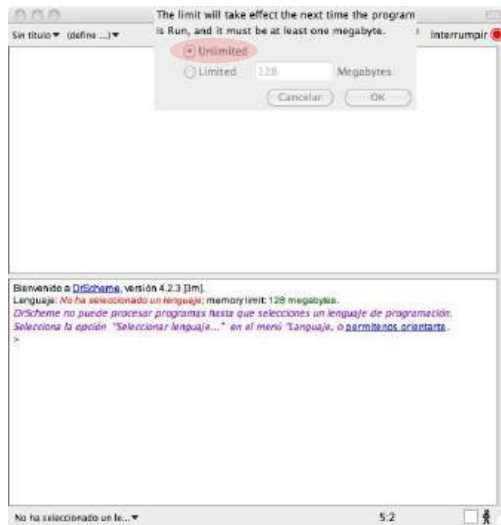 The limit will take effect the next time the program
is Run, and it must be at least one megabyte.
Sin título (define ...)
Interrumpir
Unlimited
Limited 128 Megabytes
Cancelar OK
Bienvenido a DrScheme, versión 4.2.3 [3m].
Lenguaje: No ha seleccionado un lenguaje; memory limit: 128 megabytes.
DrScheme no puede procesar programas hasta que selecciones un lenguaje de programación.
Selecciona la opción "Seleccionar lenguaje..." en el menú "Languaje, o permítenos orientarte.
>
No ha seleccionado un le... 5:2